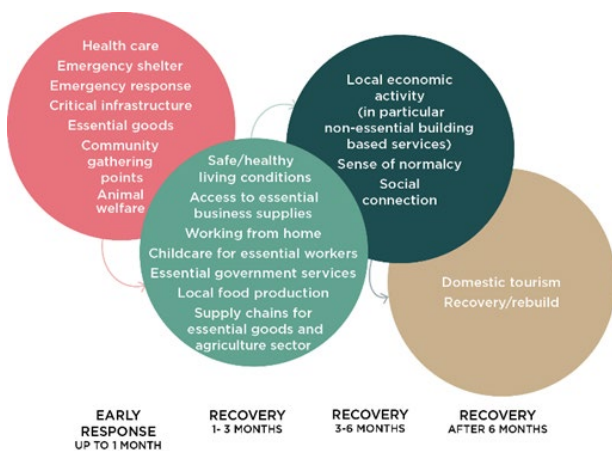 Health care
Emergency shelter
Emergency response
Critical infrastructure
Essential goods
Community
gathering
points
Animal
welfare
Safe/healthy
living conditions
Access to essential
business supplies
Working from home
Childcare for essential workers
Essential government services
Local food production
Supply chains for
essential goods and
agriculture sector
Local economic
activity
(in particular
non-essential building
based services)
Sense of normalcy
Social
connection
Domestic tourism
Recovery/rebuild
EARLY
RESPONSE
UP TO 1 MONTH
RECOVERY
1- 3 MONTHS
RECOVERY
3-6 MONTHS
RECOVERY
AFTER 6 MONTHS